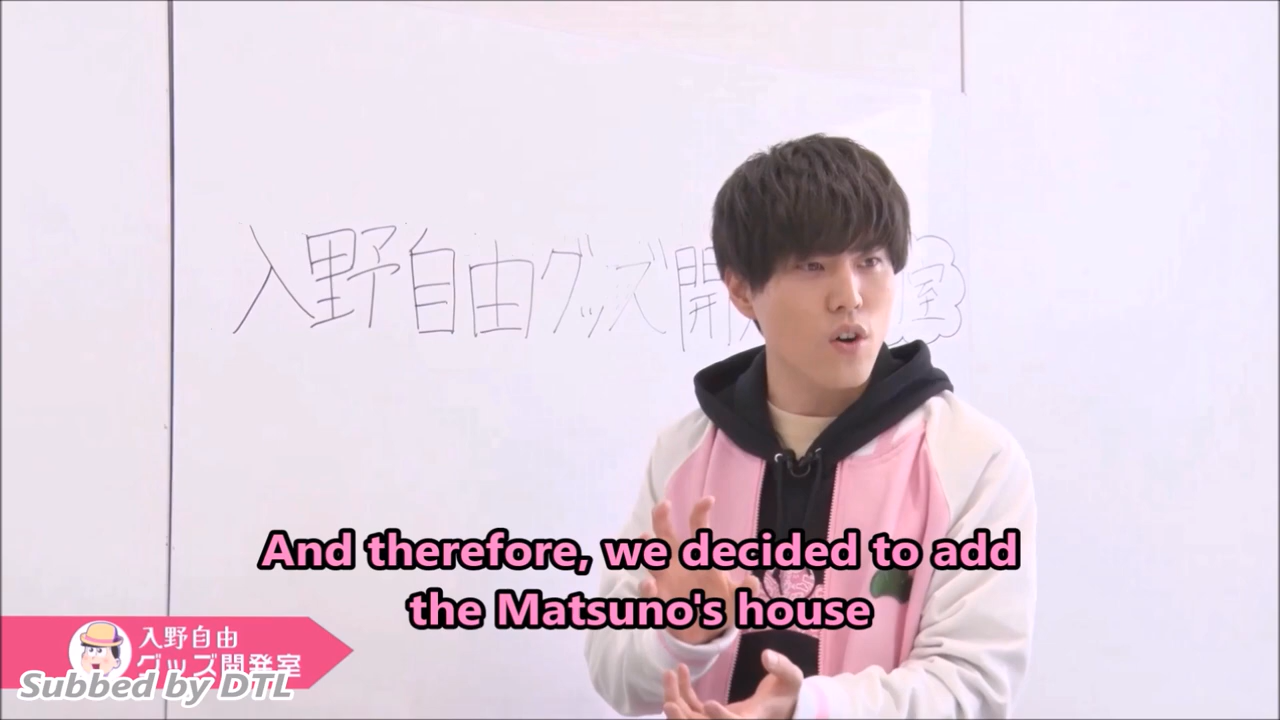 入野自由グッズ開 室
And therefore, we decided to add
the Matsuno's house
入野自由
グッズ開発室
Subbed by DTL